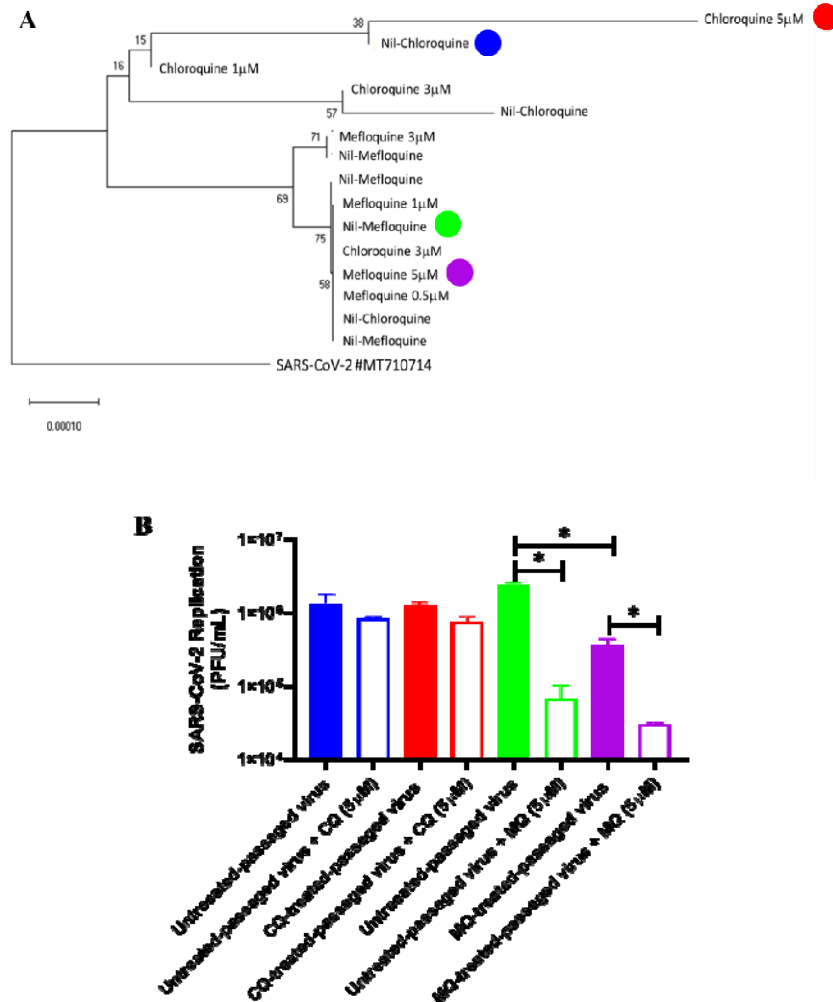 A
38
Chloroquine 5μM
15
Nil-Chloroquine
16
Chloroquine 1μM
Chloroquine 3μM
57
Nil-Chloroquine
71
Mefloquine 3μM
Nil-Mefloquine
Nil-Mefloquine
69
Mefloquine 1μM
75
Nil-Mefloquine
Chloroquine 3μM
Mefloquine 5μM
58
Mefloquine 0.5μM
Nil-Chloroquine
Nil-Mefloquine
SARS-CoV-2 #MT710714
0.00010
B
SARS-CoV-2 Replication
(PFU/mL)
1×10⁷
1×10⁶
1×10⁵
1×10⁴
*
*
*
Untreated-passaged virus
Untreated-passaged virus + CQ (5μM)
CQ-treated-passaged virus
CQ-treated-passaged virus + CQ (5μM)
Untreated-passaged virus
Untreated-passaged virus + MQ (5μM)
MQ-treated-passaged virus
MQ-treated-passaged virus + MQ (5μM)